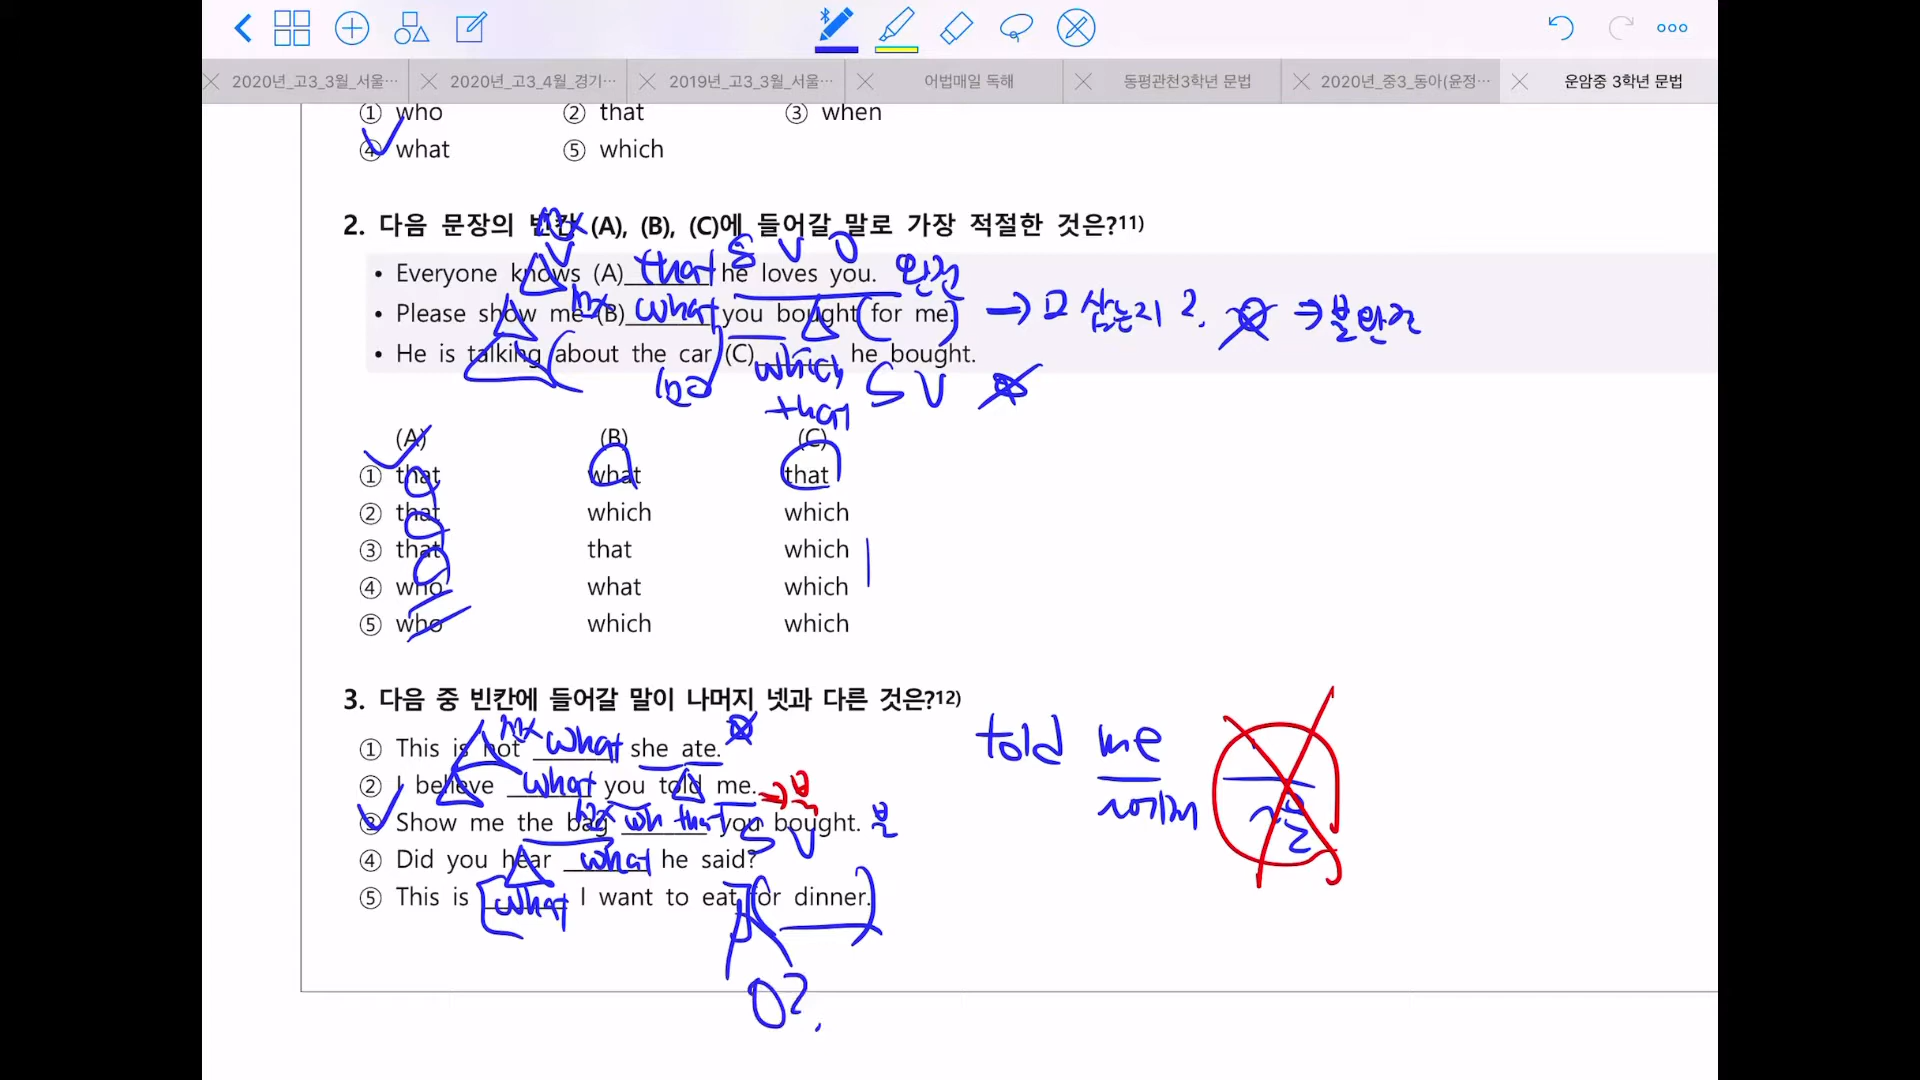 2020년_고3_3월_서울… 2020년_고3_4월_경기… 2019년_고3_3월_서울… 어법매일 독해 동평관천3학년 문법 2020년_중3_동아(윤정… 운암중 3학년 문법
① who ② that ③ when
④ what ⑤ which
2. 다음 문장의 빈칸 (A), (B), (C)에 들어갈 말로 가장 적절한 것은?11)
S V O
• Everyone knows (A) that he loves you. 완전
• Please show me (B) what you bought for me. → 모 샀는지? ⇒ 불완전
• He is talking about the car (C) which he bought.
that S V
(A) (B) (C)
① that what that
② that which which
③ that that which
④ who what which
⑤ who which which
3. 다음 중 빈칸에 들어갈 말이 나머지 넷과 다른 것은?12)
told me
① This is not what she ate.
② I believe what you told me. → 불
③ Show me the bag wh that you bought. 불
S V
④ Did you hear what he said?
⑤ This is what I want to eat for dinner.
O?